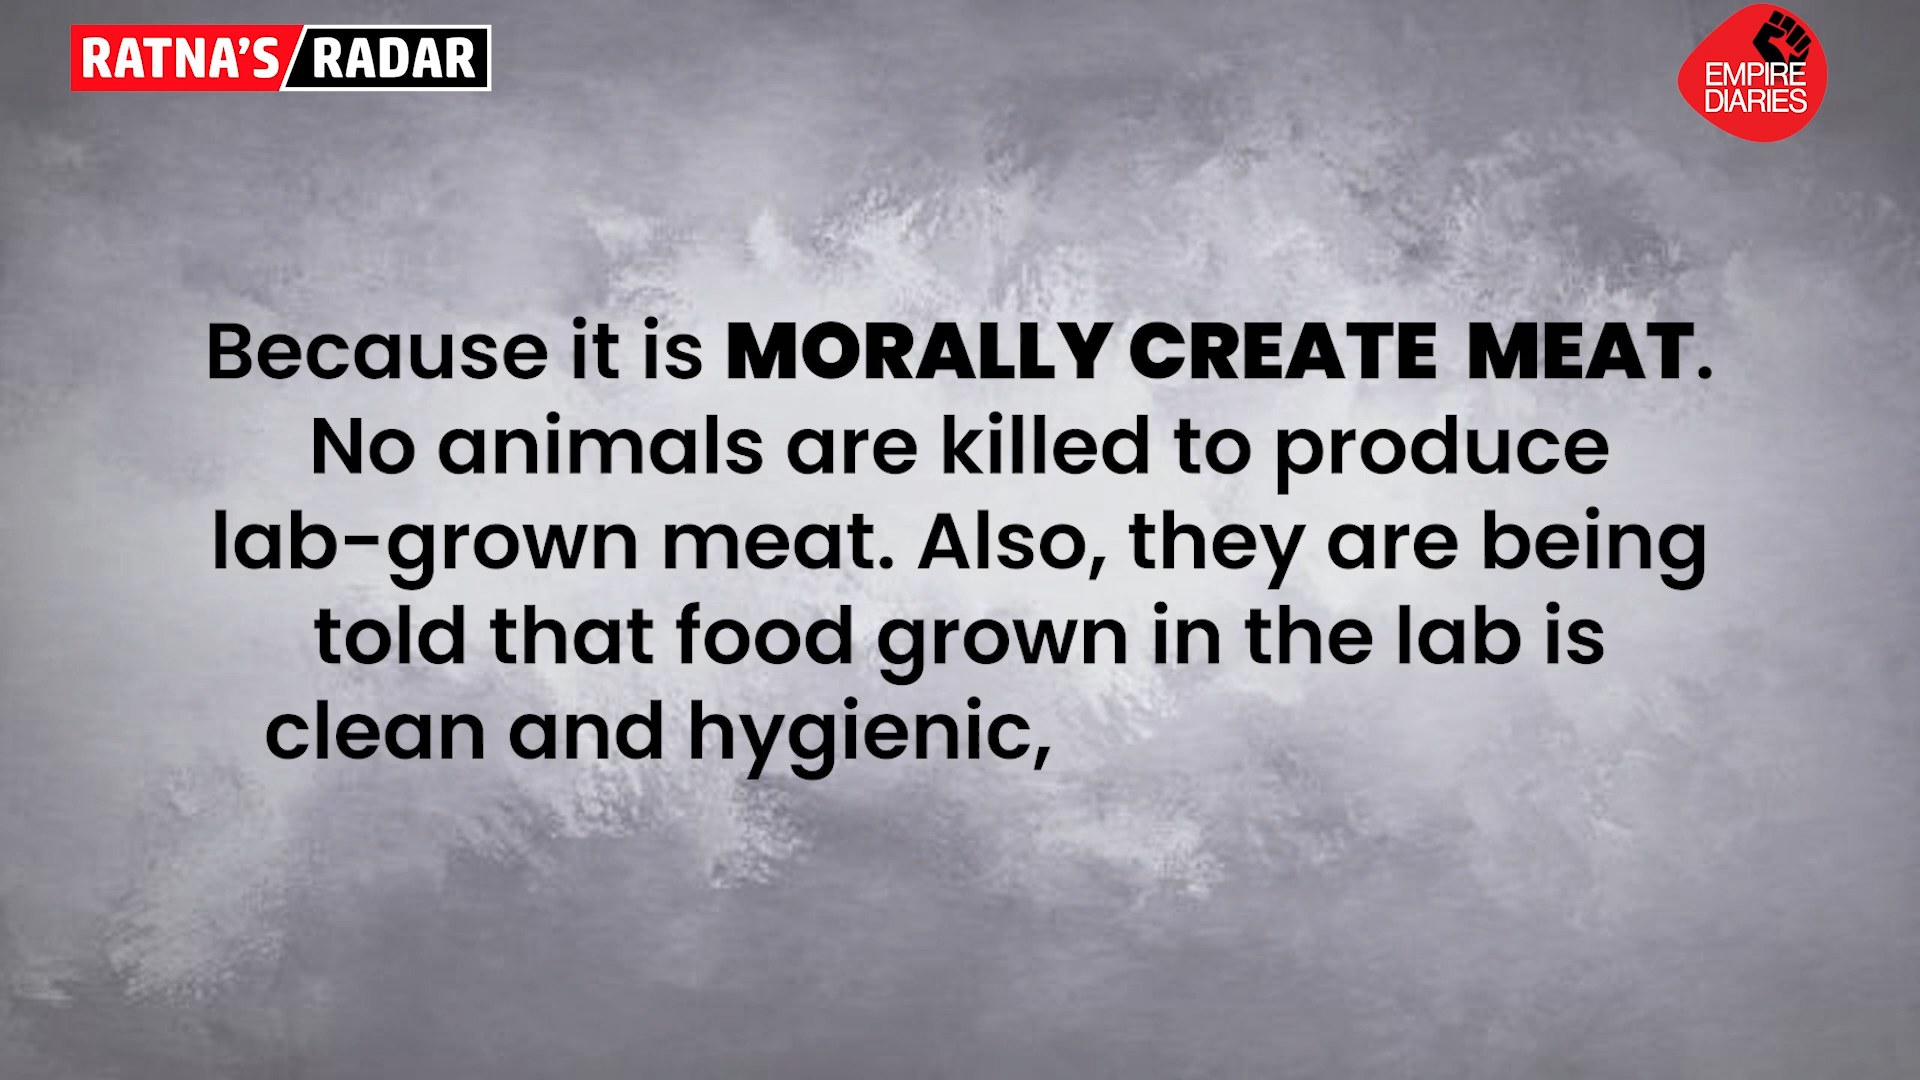 RATNA'S RADAR
EMPIRE
DIARIES
Because it is MORALLY CREATE MEAT.
No animals are killed to produce
lab-grown meat. Also, they are being
told that food grown in the lab is
clean and hygienic,